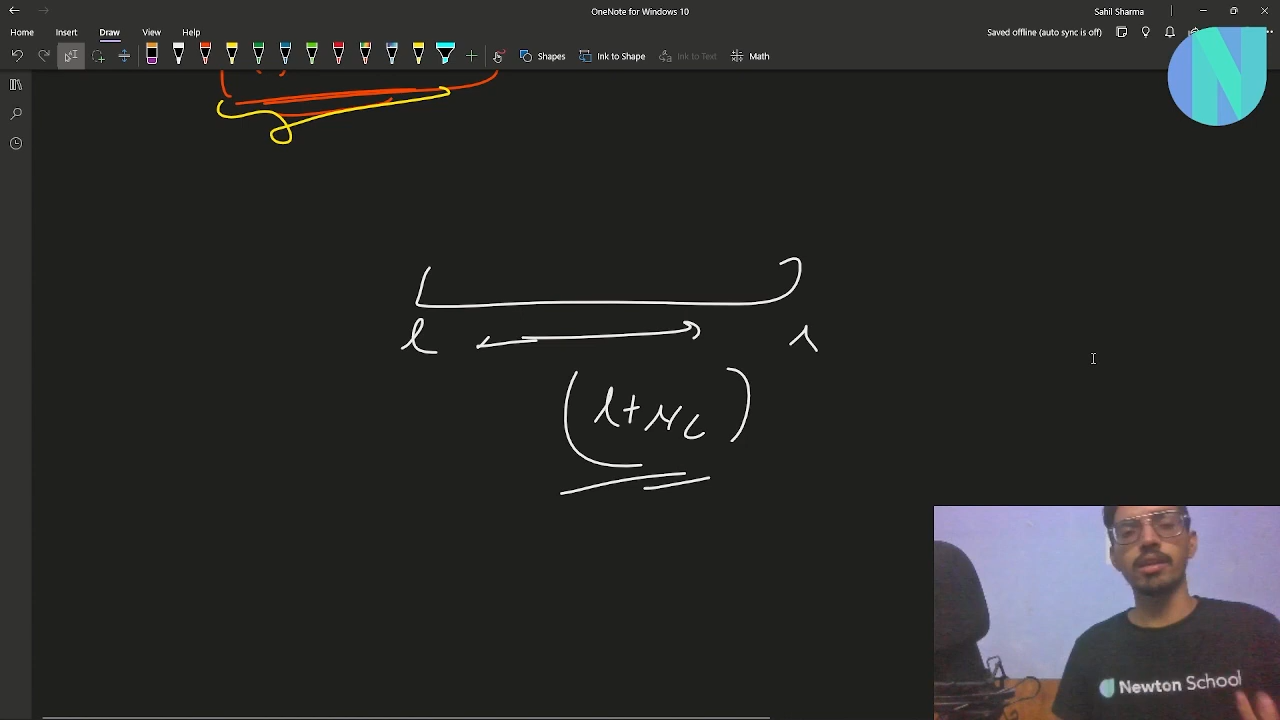 OneNote for Windows 10
Sahil Sharma
Home Insert Draw View Help
Saved offline (auto sync is off)
Shapes Ink to Shape Ink to Text Math
l r
Newton School